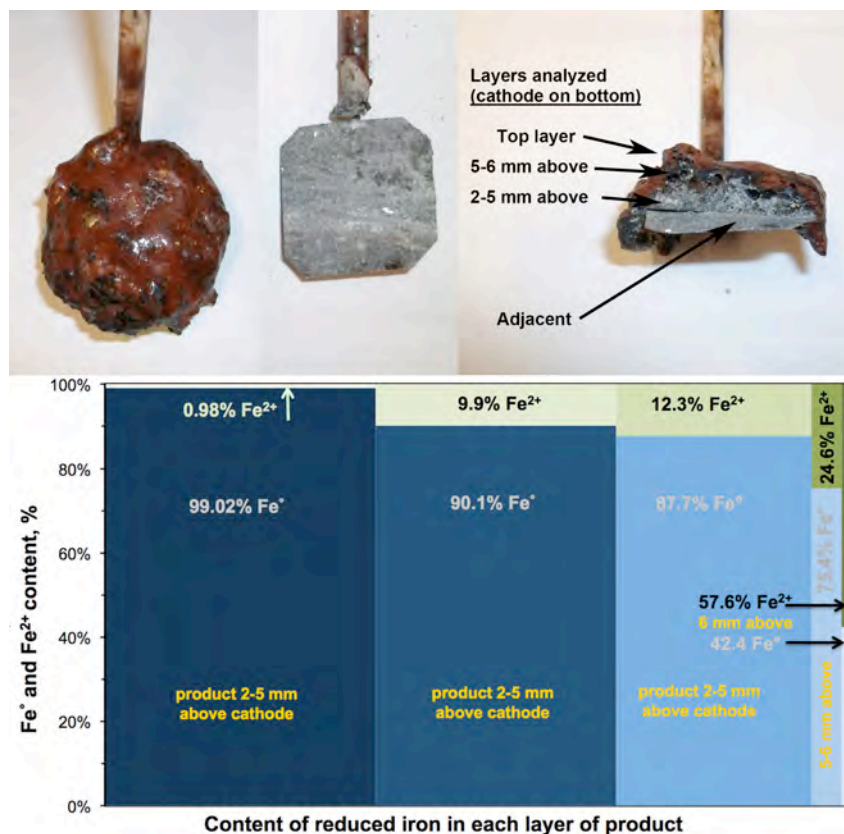 Layers analyzed
(cathode on bottom)
Top layer
5-6 mm above
2-5 mm above
Adjacent
Fe° and Fe²⁺ content, %
100%
80%
60%
40%
20%
0%
0.98% Fe²⁺
9.9% Fe²⁺
12.3% Fe²⁺
24.6% Fe²⁺
99.02% Fe°
90.1% Fe°
87.7% Fe°
75.4% Fe°
57.6% Fe²⁺
6 mm above
42.4 Fe°
product 2-5 mm
above cathode
product 2-5 mm
above cathode
product 2-5 mm
above cathode
5-6 mm above
Content of reduced iron in each layer of product